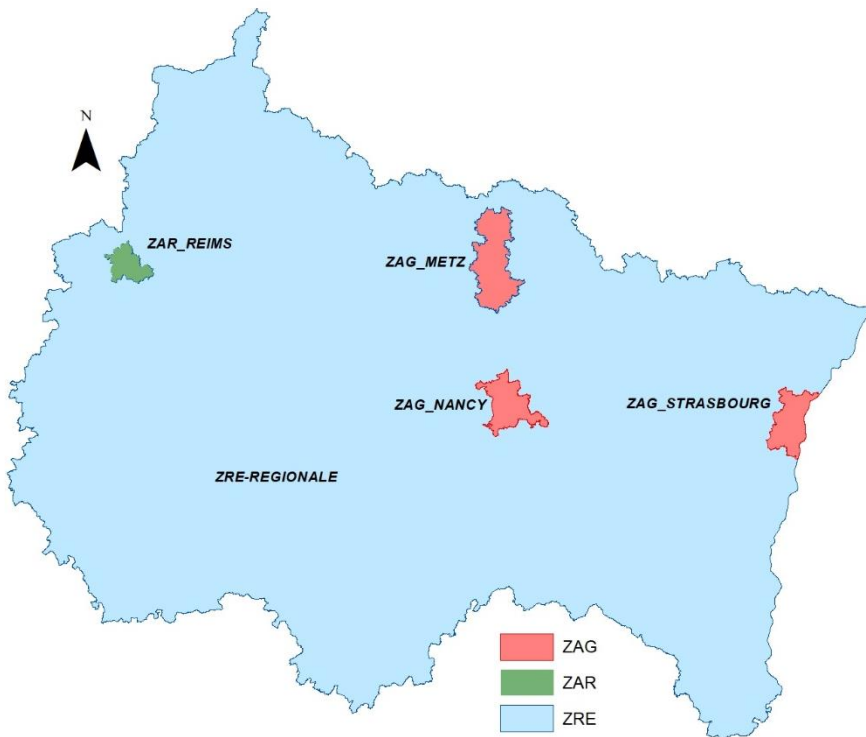 N
ZAR_REIMS
ZAG_METZ
ZAG_NANCY
ZAG_STRASBOURG
ZRE-REGIONALE
ZAG
ZAR
ZRE